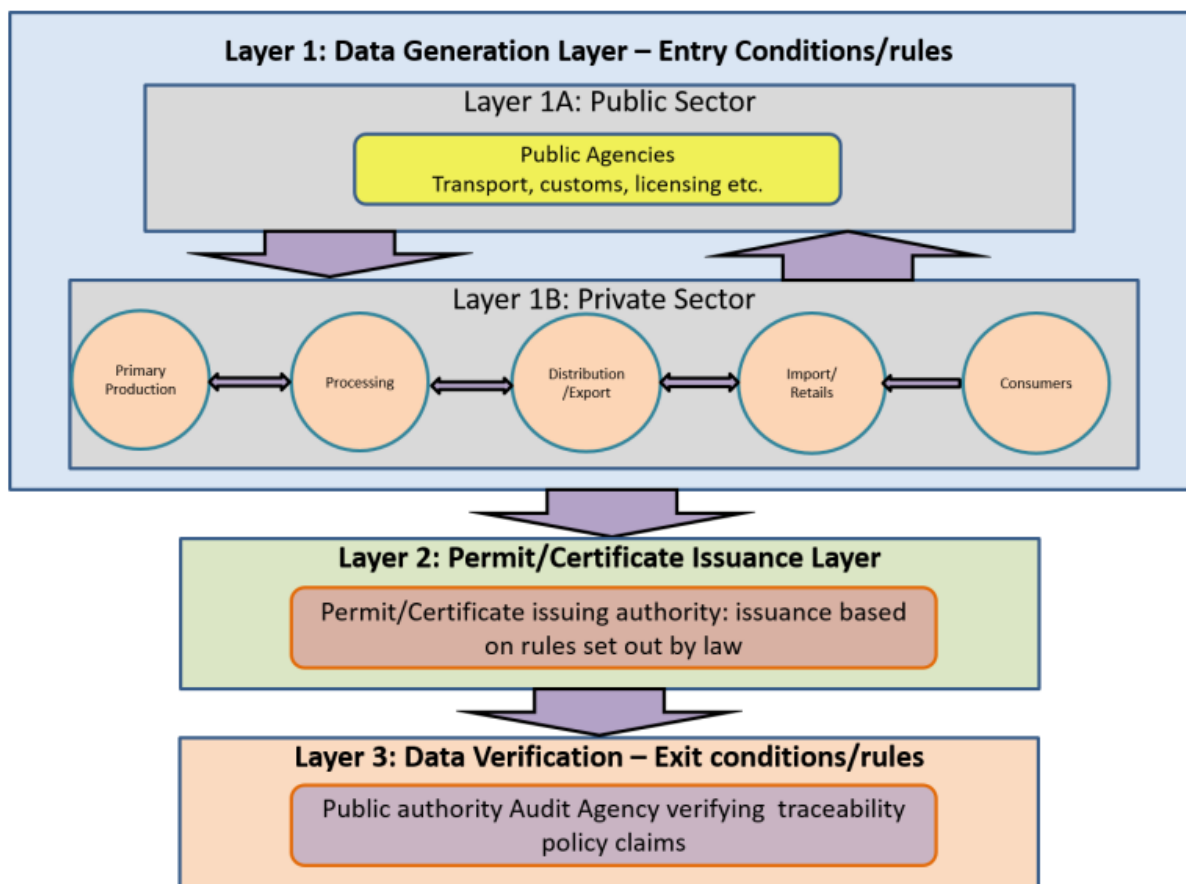 Layer 1: Data Generation Layer – Entry Conditions/rules
Layer 1A: Public Sector
Public Agencies
Transport, customs, licensing etc.
Layer 1B: Private Sector
Primary
Production
Processing
Distribution
/Export
Import/
Retails
Consumers
Layer 2: Permit/Certificate Issuance Layer
Permit/Certificate issuing authority: issuance based
on rules set out by law
Layer 3: Data Verification – Exit conditions/rules
Public authority Audit Agency verifying traceability
policy claims